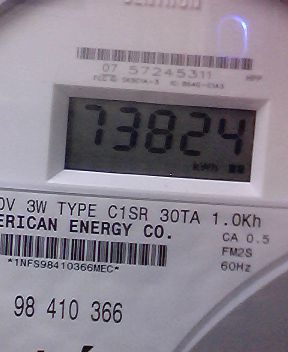 07 57245311
HPP
73824
kWh
0V 3W TYPE C1SR 30TA 1.0Kh
ERICAN ENERGY CO.
CA 0.5
FM2S
60Hz
*1NFS98410366MEC*
98 410 366